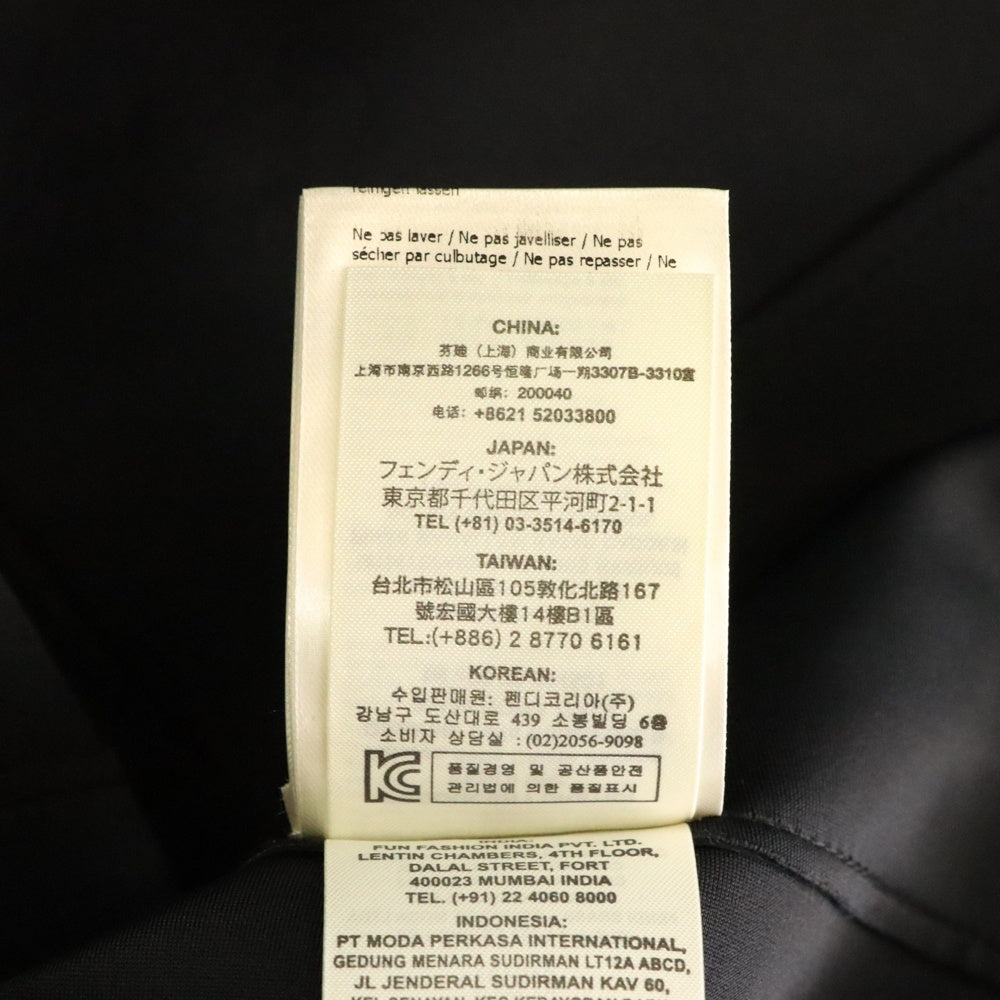 reinigen lassen
Ne pas laver / Ne pas javelliser / Ne pas
sécher par culbutage / Ne pas repasser / Ne
CHINA:
芬迪（上海）商业有限公司
上海市南京西路1266号恒隆广场一期3307B-3310室
邮编: 200040
电话: +8621 52033800
JAPAN:
フェンディ・ジャパン株式会社
東京都千代田区平河町2-1-1
TEL (+81) 03-3514-6170
TAIWAN:
台北市松山區105敦化北路167
號宏國大樓14樓B1區
TEL:(+886) 2 8770 6161
KOREAN:
수입판매원: 펜디코리아(주)
강남구 도산대로 439 소봉빌딩 6층
소비자 상담실 : (02)2056-9098
KC
품질경영 및 공산품안전
관리법에 의한 품질표시
INDIA:
FUN FASHION INDIA PVT. LTD.
LENTIN CHAMBERS, 4TH FLOOR,
DALAL STREET, FORT
400023 MUMBAI INDIA
TEL. (+91) 22 4060 8000
INDONESIA:
PT MODA PERKASA INTERNATIONAL,
GEDUNG MENARA SUDIRMAN LT12A ABCD,
JL JENDERAL SUDIRMAN KAV 60,